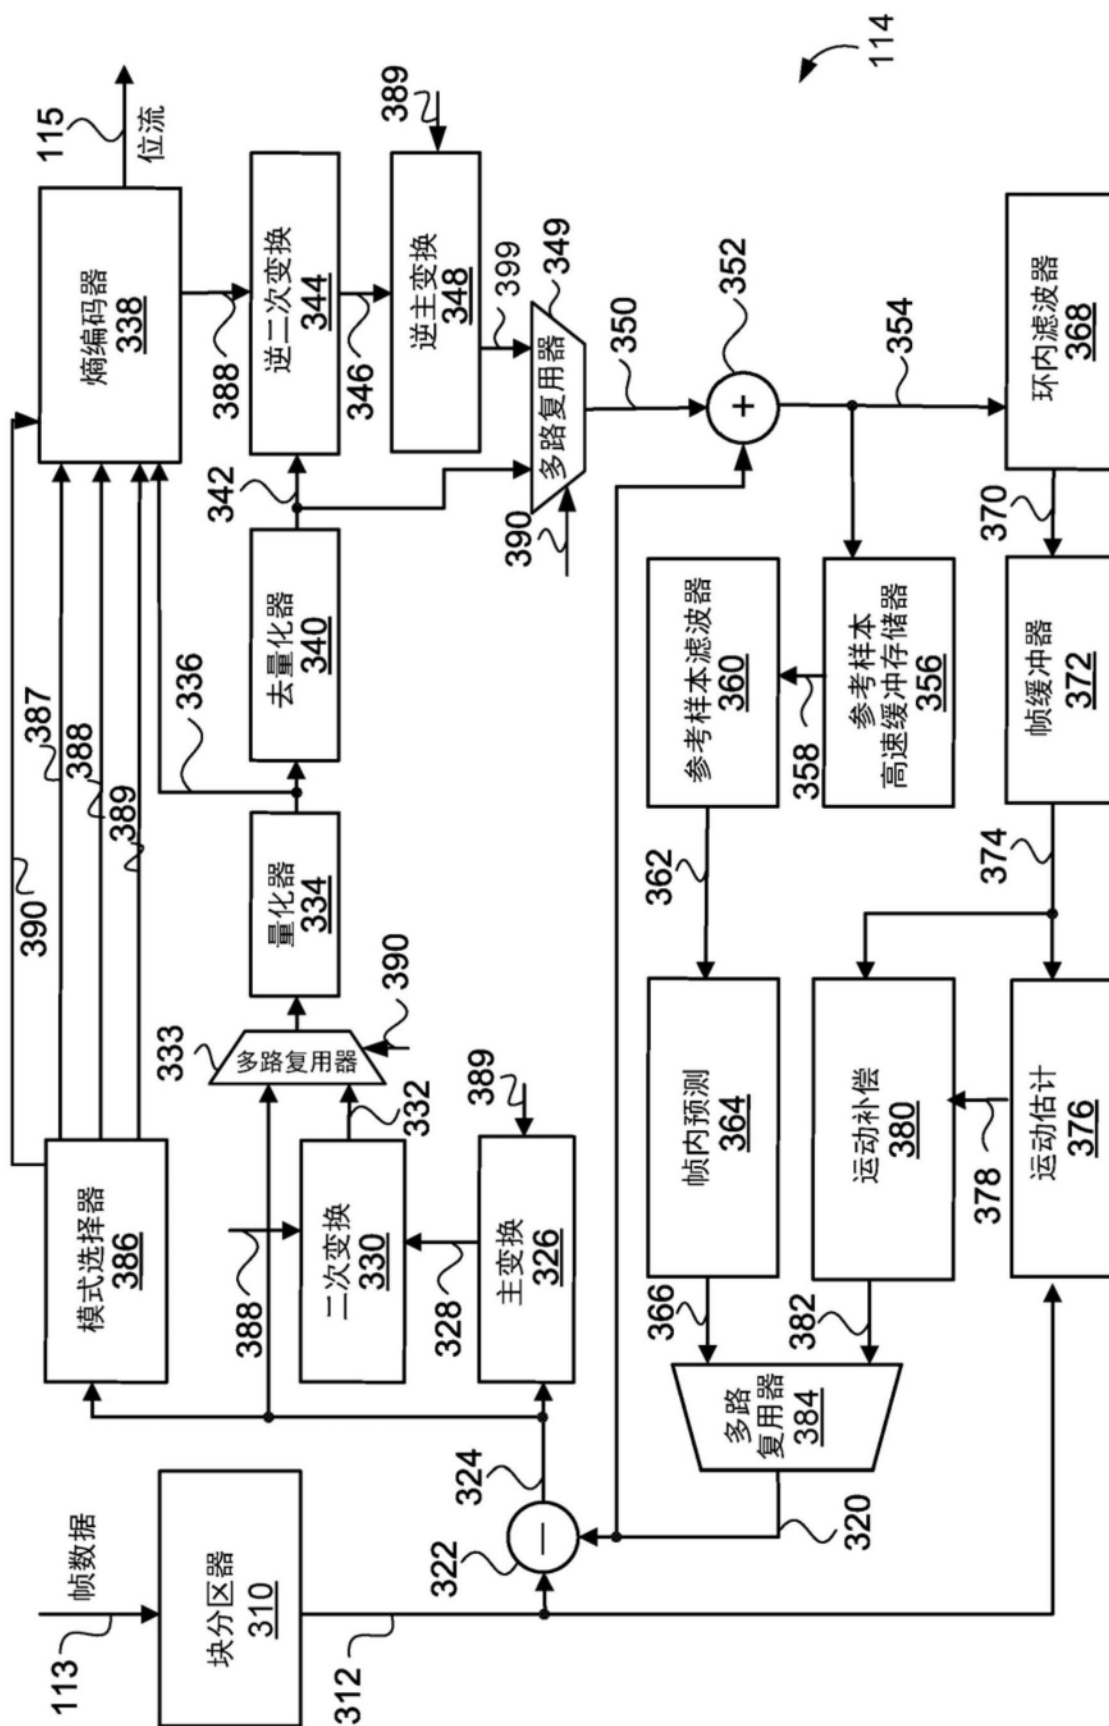 113
帧数据
块分区器
310
312
322
−
324
模式选择器
386
390
387
388
389
熵编码器
338
115
位流
388
二次变换
330
328
主变换
326
389
332
333
多路复用器
390
量化器
334
336
去量化器
340
342
388
逆二次变换
344
346
逆主变换
348
389
399
多路复用器
349
390
350
352
+
354
320
多路
复用器
384
366
帧内预测
364
362
参考样本滤波器
360
358
参考样本
高速缓冲存储器
356
382
运动补偿
380
378
运动估计
376
374
帧缓冲器
372
370
环内滤波器
368
114